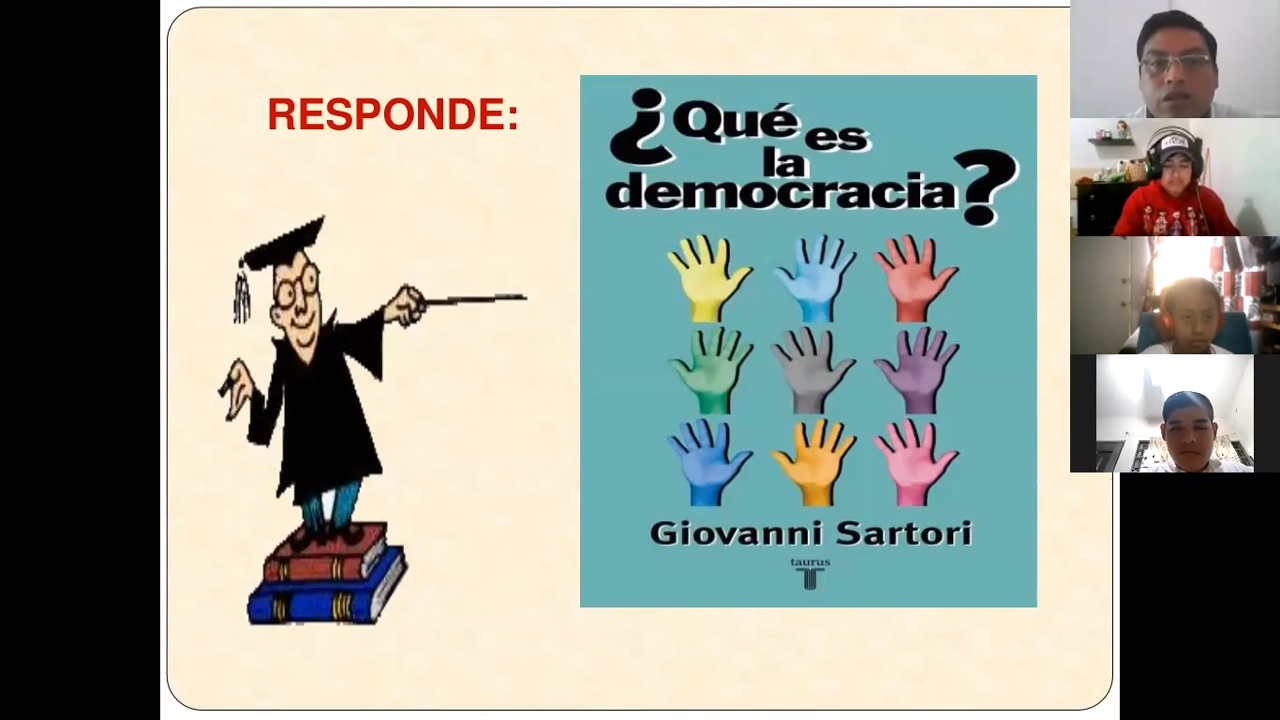 RESPONDE:
¿Qué es
la
democracia?
Giovanni Sartori
taurus